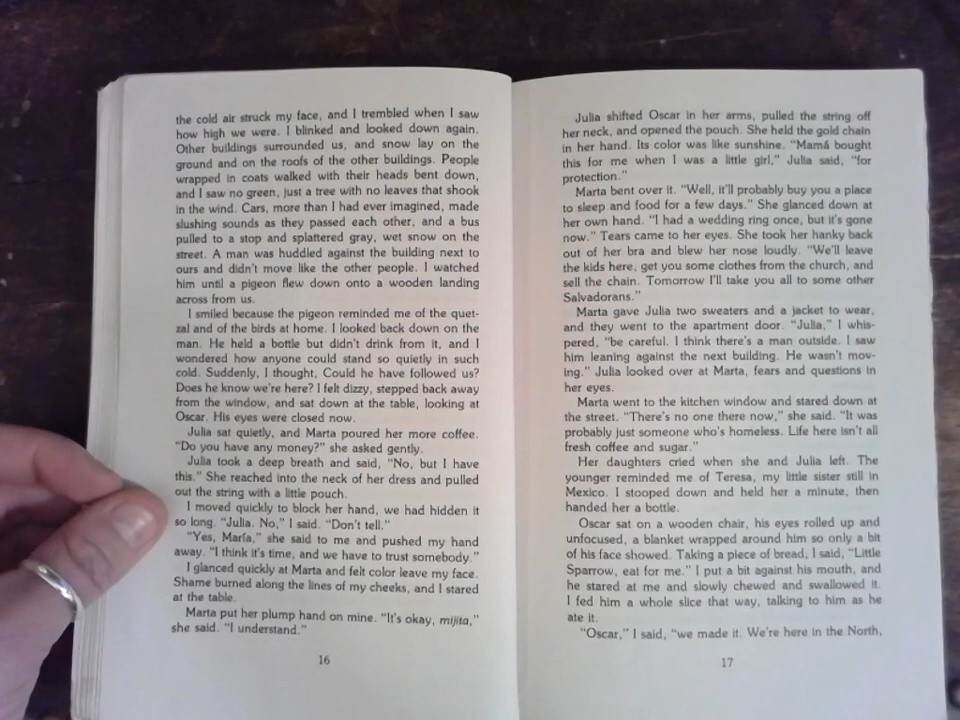 the cold air struck my face, and I trembled when I saw
how high we were. I blinked and looked down again.
Other buildings surrounded us, and snow lay on the
ground and on the roofs of the other buildings. People
wrapped in coats walked with their heads bent down,
and I saw no green, just a tree with no leaves that shook
in the wind. Cars, more than I had ever imagined, made
slushing sounds as they passed each other, and a bus
pulled to a stop and splattered gray, wet snow on the
street. A man was huddled against the building next to
ours and didn't move like the other people. I watched
him until a pigeon flew down onto a wooden landing
across from us.
I smiled because the pigeon reminded me of the quet-
zal and of the birds at home. I looked back down on the
man. He held a bottle but didn't drink from it, and I
wondered how anyone could stand so quietly in such
cold. Suddenly, I thought, Could he have followed us?
Does he know we're here? I felt dizzy, stepped back away
from the window, and sat down at the table, looking at
Oscar. His eyes were closed now.
Julia sat quietly, and Marta poured her more coffee.
"Do you have any money?" she asked gently.
Julia took a deep breath and said, "No, but I have
this." She reached into the neck of her dress and pulled
out the string with a little pouch.
I moved quickly to block her hand, we had hidden it
so long. "Julia. No," I said. "Don't tell."
"Yes, María," she said to me and pushed my hand
away. "I think it's time, and we have to trust somebody."
I glanced quickly at Marta and felt color leave my face.
Shame burned along the lines of my cheeks, and I stared
at the table.
Marta put her plump hand on mine. "It's okay, mijita,"
she said. "I understand."
16
Julia shifted Oscar in her arms, pulled the string off
her neck, and opened the pouch. She held the gold chain
in her hand. Its color was like sunshine. "Mamá bought
this for me when I was a little girl," Julia said, "for
protection."
Marta bent over it. "Well, it'll probably buy you a place
to sleep and food for a few days." She glanced down at
her own hand. "I had a wedding ring once, but it's gone
now." Tears came to her eyes. She took her hanky back
out of her bra and blew her nose loudly. "We'll leave
the kids here, get you some clothes from the church, and
sell the chain. Tomorrow I'll take you all to some other
Salvadorans."
Marta gave Julia two sweaters and a jacket to wear,
and they went to the apartment door. "Julia," I whis-
pered, "be careful. I think there's a man outside. I saw
him leaning against the next building. He wasn't mov-
ing." Julia looked over at Marta, fears and questions in
her eyes.
Marta went to the kitchen window and stared down at
the street. "There's no one there now," she said. "It was
probably just someone who's homeless. Life here isn't all
fresh coffee and sugar."
Her daughters cried when she and Julia left. The
younger reminded me of Teresa, my little sister still in
Mexico. I stooped down and held her a minute, then
handed her a bottle.
Oscar sat on a wooden chair, his eyes rolled up and
unfocused, a blanket wrapped around him so only a bit
of his face showed. Taking a piece of bread, I said, "Little
Sparrow, eat for me." I put a bit against his mouth, and
he stared at me and slowly chewed and swallowed it.
I fed him a whole slice that way, talking to him as he
ate it.
"Oscar," I said, "we made it. We're here in the North,
17